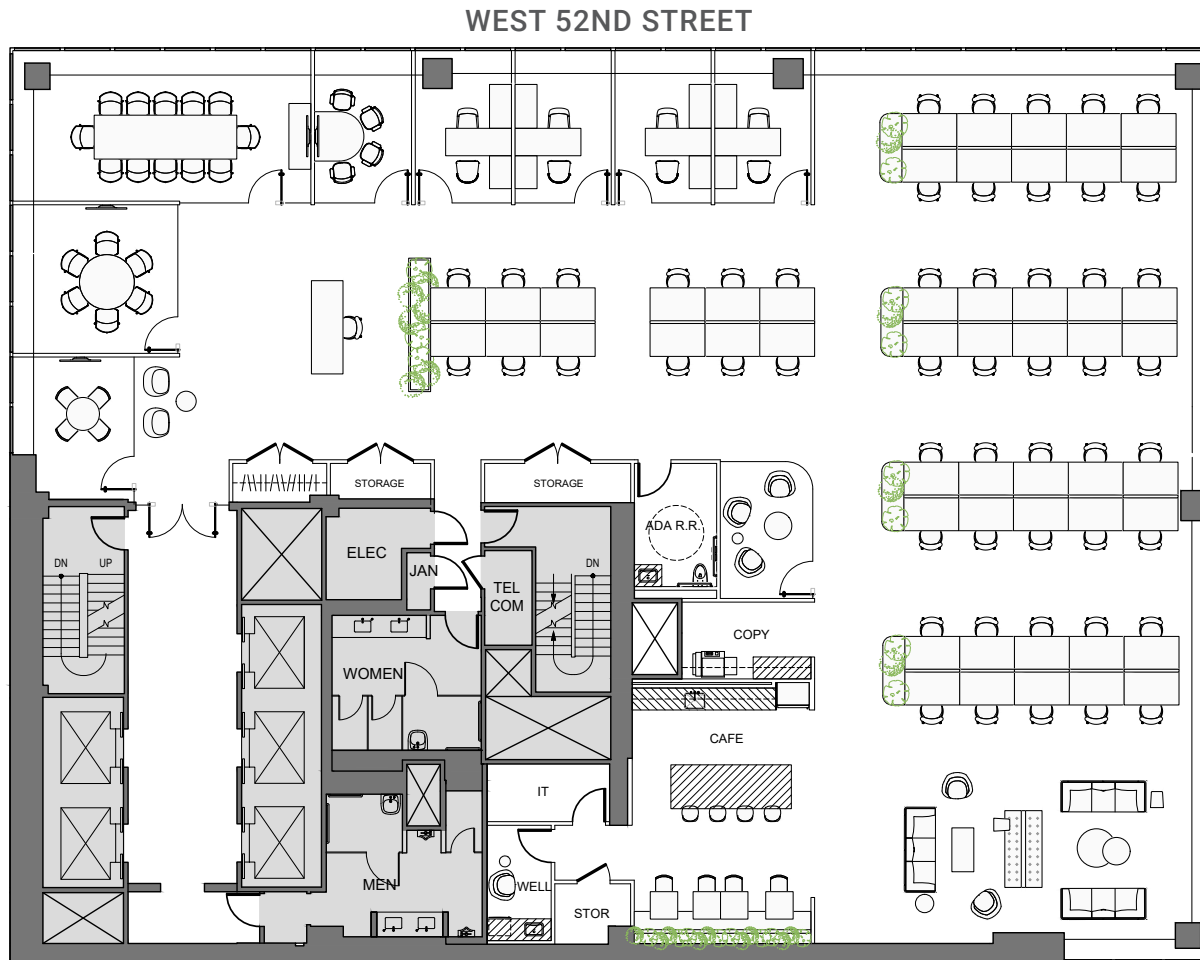 WEST 52ND STREET
STORAGE
STORAGE
ADA R.R.
ELEC
JAN
DN
UP
DN
TEL
COM
COPY
WOMEN
CAFE
IT
MEN
WELL
STOR